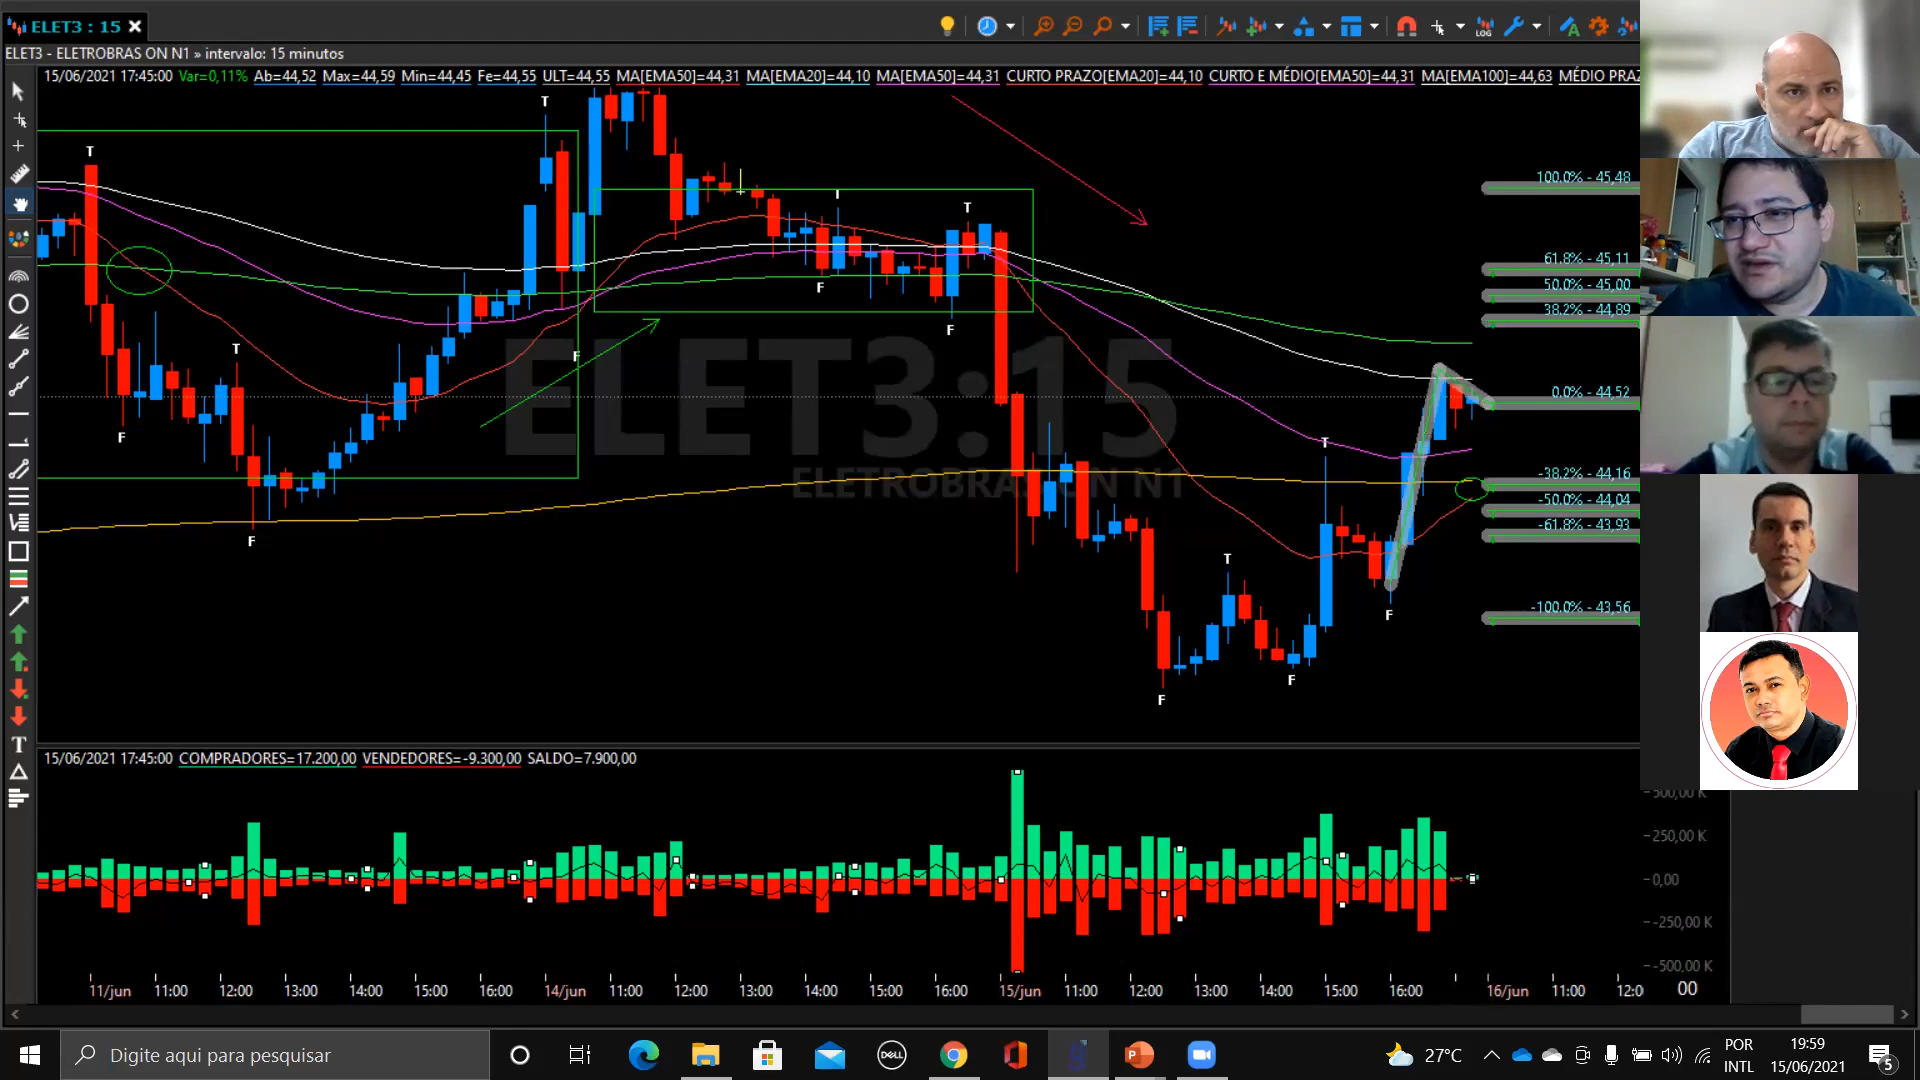 ELET3 : 15
ELET3 - ELETROBRAS ON N1 » intervalo: 15 minutos
15/06/2021 17:45:00 Var=0,11% Ab=44,52 Max=44,59 Min=44,45 Fe=44,55 ULT=44,55 MA[EMA50]=44,31 MA[EMA20]=44,10 MA[EMA50]=44,31 CURTO PRAZO[EMA20]=44,10 CURTO E MÉDIO[EMA50]=44,31 MA[EMA100]=44,63 MÉDIO PRAZ
LOG
T
T
T
T
T
T
T
T
F
F
F
F
F
F
F
F
ELET3:15
ELETROBRAS ON N1
100.0% - 45,48
61.8% - 45,11
50.0% - 45,00
38.2% - 44,89
0.0% - 44,52
-38.2% - 44,16
-50.0% - 44,04
-61.8% - 43,93
-100.0% - 43,56
15/06/2021 17:45:00 COMPRADORES=17.200,00 VENDEDORES=-9.300,00 SALDO=7.900,00
500,00 K
250,00 K
0,00
-250,00 K
-500,00 K
11/jun 11:00 12:00 13:00 14:00 15:00 16:00 14/jun 11:00 12:00 13:00 14:00 15:00 16:00 15/jun 11:00 12:00 13:00 14:00 15:00 16:00 16/jun 11:00 12:0 00
Digite aqui para pesquisar
DELL
27°C
POR
INTL
19:59
15/06/2021
5